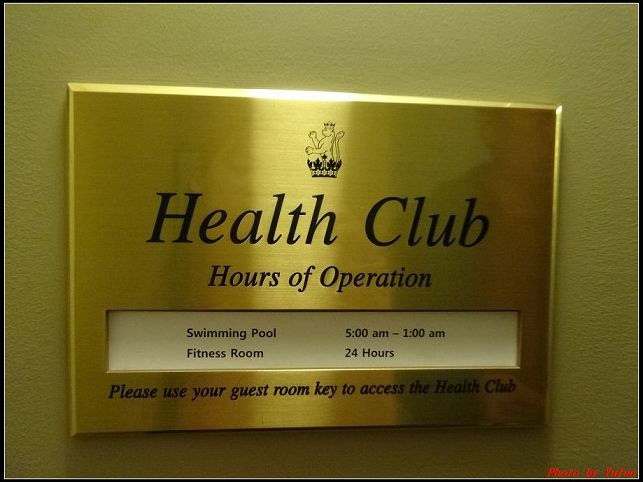 Health Club
Hours of Operation
Swimming Pool 5:00 am – 1:00 am
Fitness Room 24 Hours
Please use your guest room key to access the Health Club
Photo by Yufon